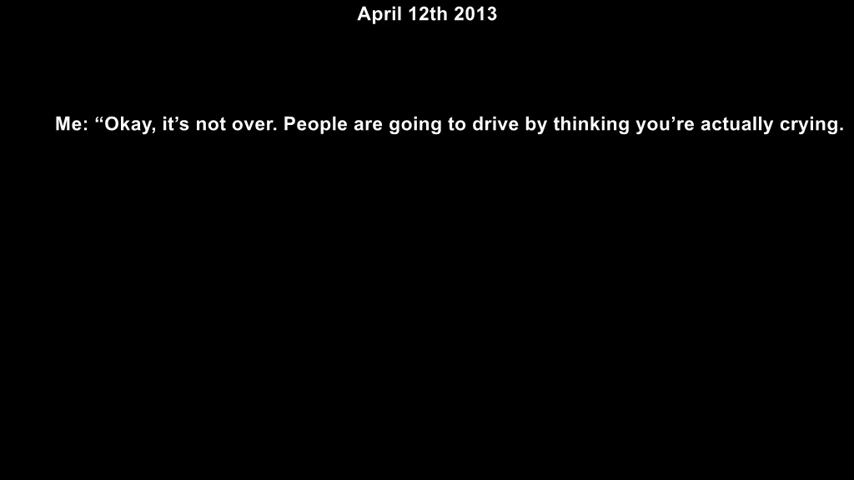 April 12th 2013
Me: “Okay, it’s not over. People are going to drive by thinking you’re actually crying.